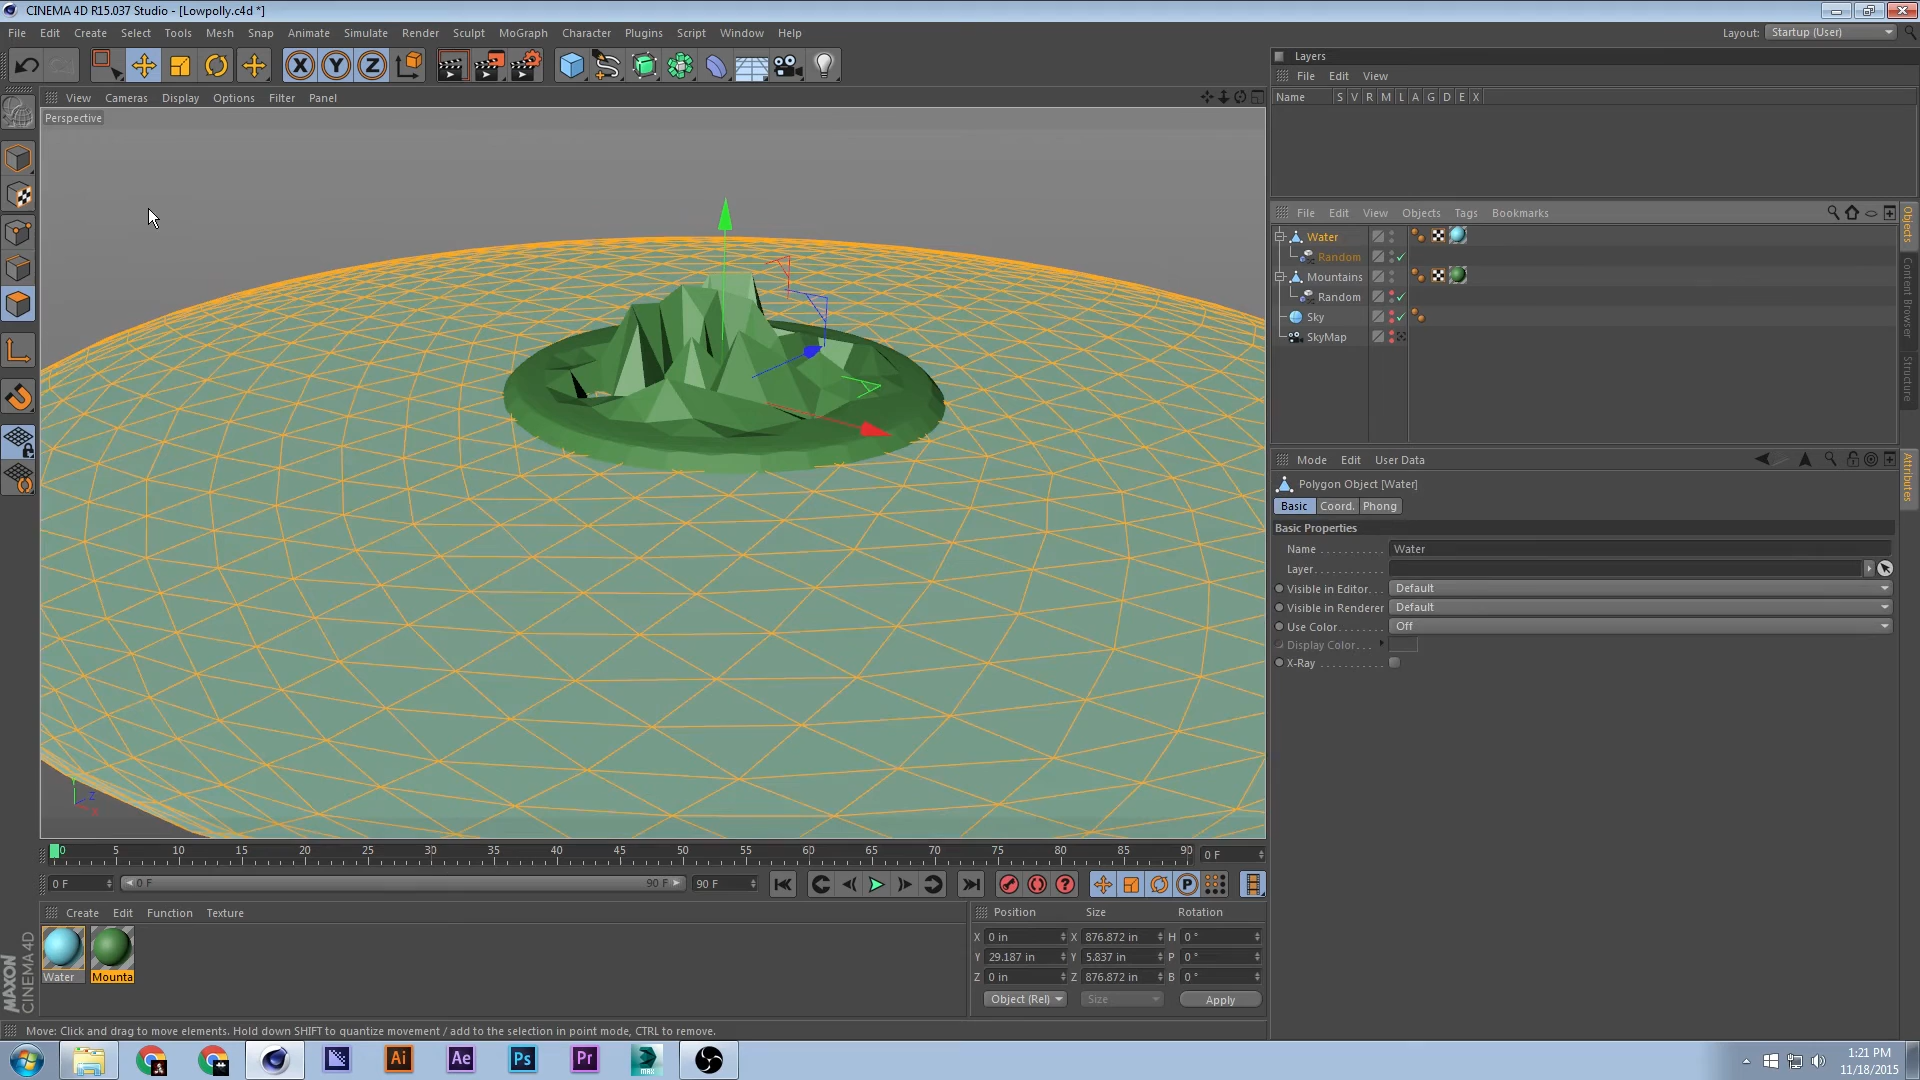 CINEMA 4D R15.037 Studio - [Lowpolly.c4d *]
File Edit Create Select Tools Mesh Snap Animate Simulate Render Sculpt MoGraph Character Plugins Script Window Help
Layout: Startup (User)
X Y Z
View Cameras Display Options Filter Panel
Perspective
Layers
File Edit View
Name S V R M L A G D E X
File Edit View Objects Tags Bookmarks
Water
Random
Mountains
Random
Sky
SkyMap
Objects
Content Browser
Structure
Attributes
Mode Edit User Data
Polygon Object [Water]
Basic Coord. Phong
Basic Properties
Name . . . . . . . . . . . Water
Layer . . . . . . . . . . .
Visible in Editor. . . Default
Visible in Renderer Default
Use Color. . . . . . . . Off
Display Color. . .
X-Ray . . . . . . . . . . .
Y Z X
0 5 10 15 20 25 30 35 40 45 50 55 60 65 70 75 80 85 90 0 F
0 F 0 F 90 F 90 F
Create Edit Function Texture
Water Mounta
Position Size Rotation
X 0 in X 876.872 in H 0 °
Y 29.187 in Y 5.837 in P 0 °
Z 0 in Z 876.872 in B 0 °
Object (Rel) Size Apply
MAXON CINEMA 4D
Move: Click and drag to move elements. Hold down SHIFT to quantize movement / add to the selection in point mode, CTRL to remove.
Ai Ae Ps Pr MAX
1:21 PM
11/18/2015